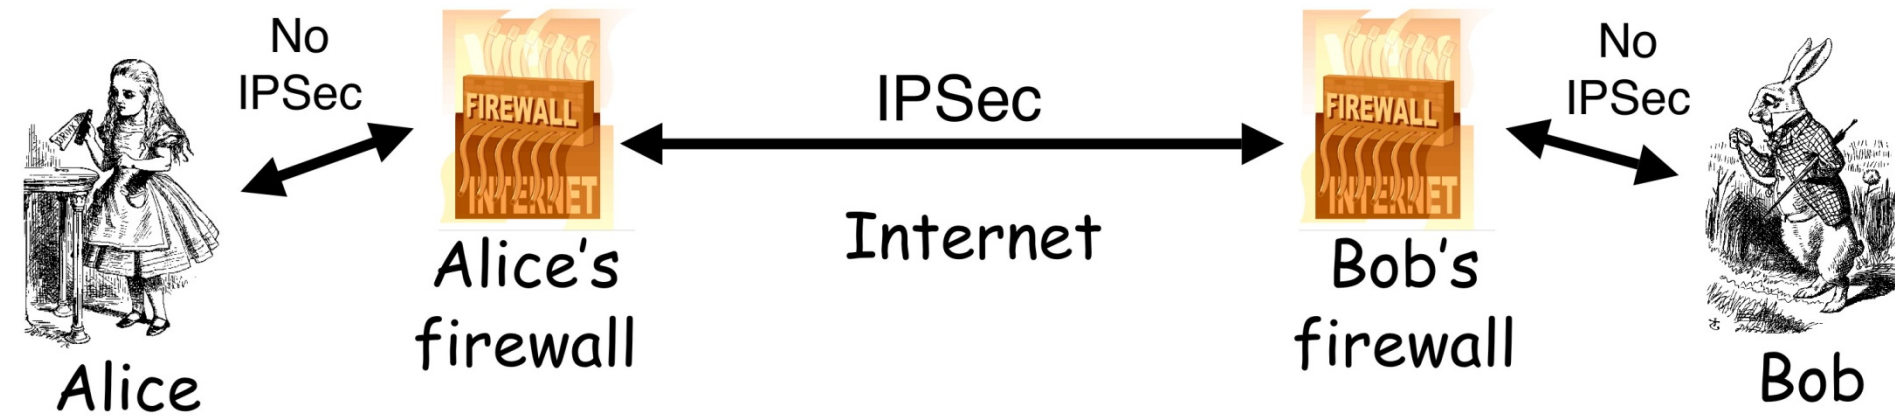 No
IPSec
FIREWALL
INTERNET
Alice's
firewall
Alice
IPSec
Internet
FIREWALL
INTERNET
Bob's
firewall
No
IPSec
Bob